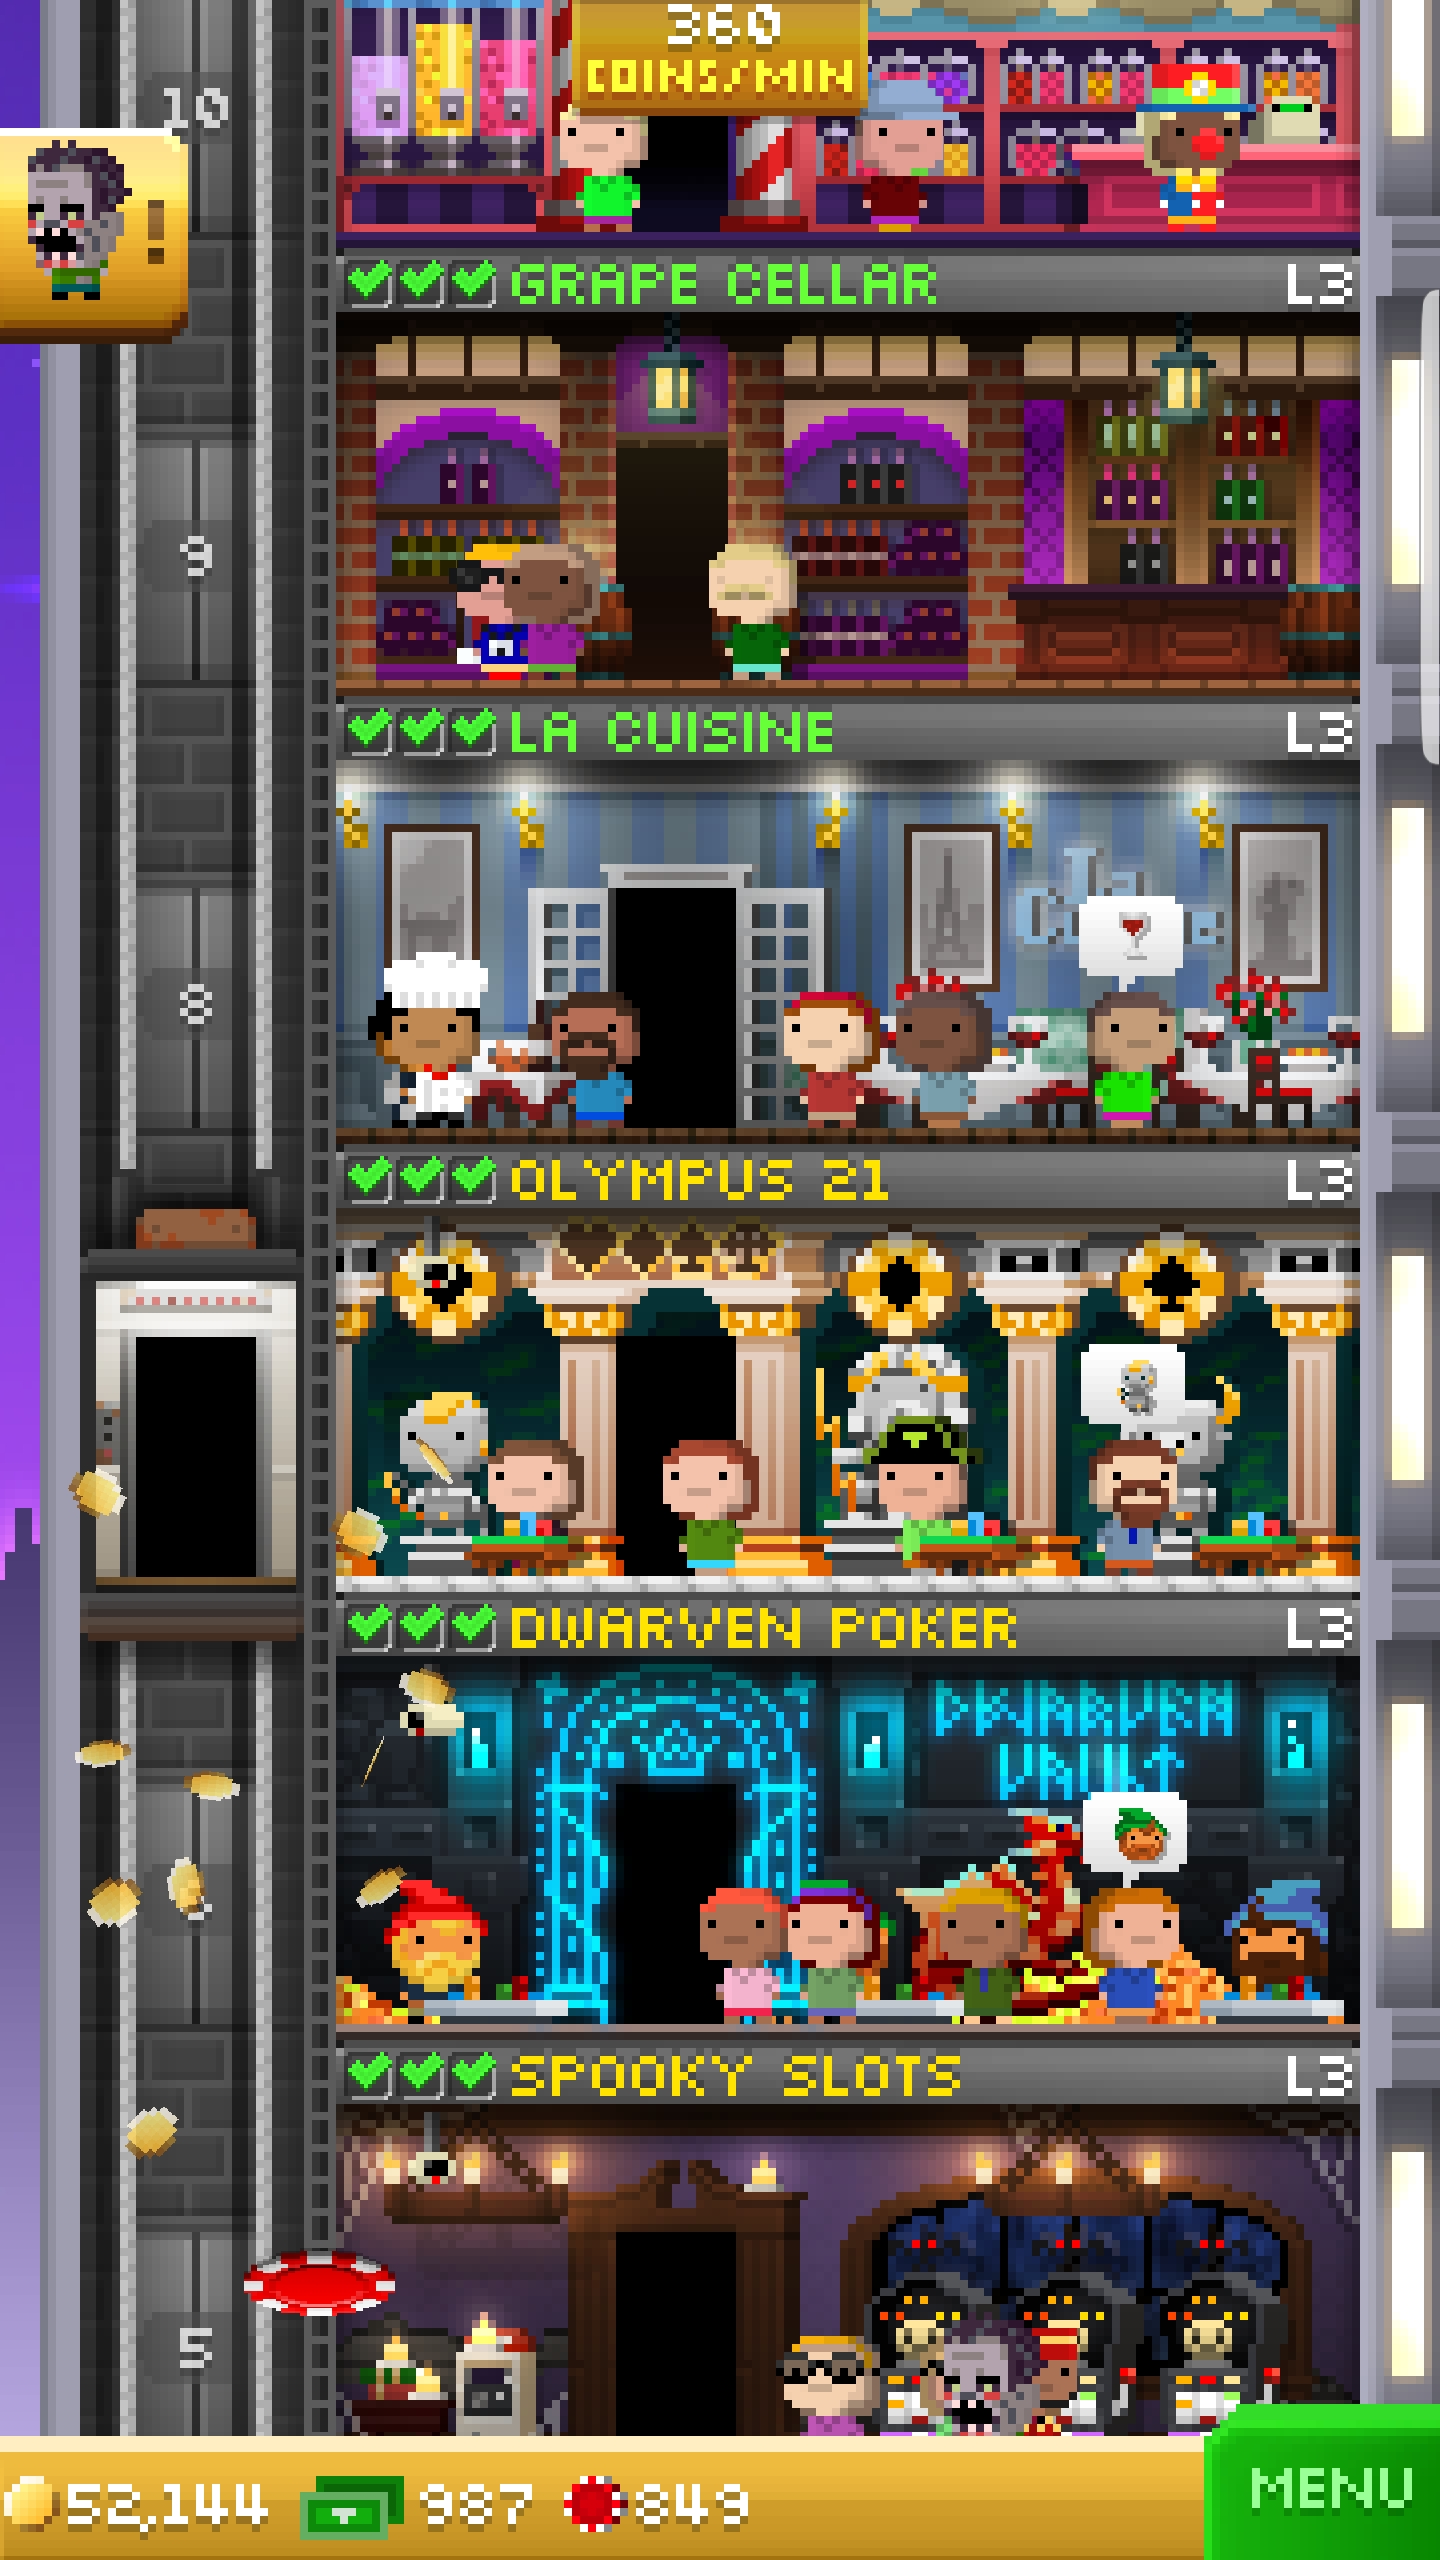 360
COINS/MIN
10
!
GRAPE CELLAR L3
9
LA CUISINE L3
La
8
OLYMPUS 21 L3
DWARVEN POKER L3
DWARVEN
VAULT
SPOOKY SLOTS L3
5
52,144 987 849
MENU